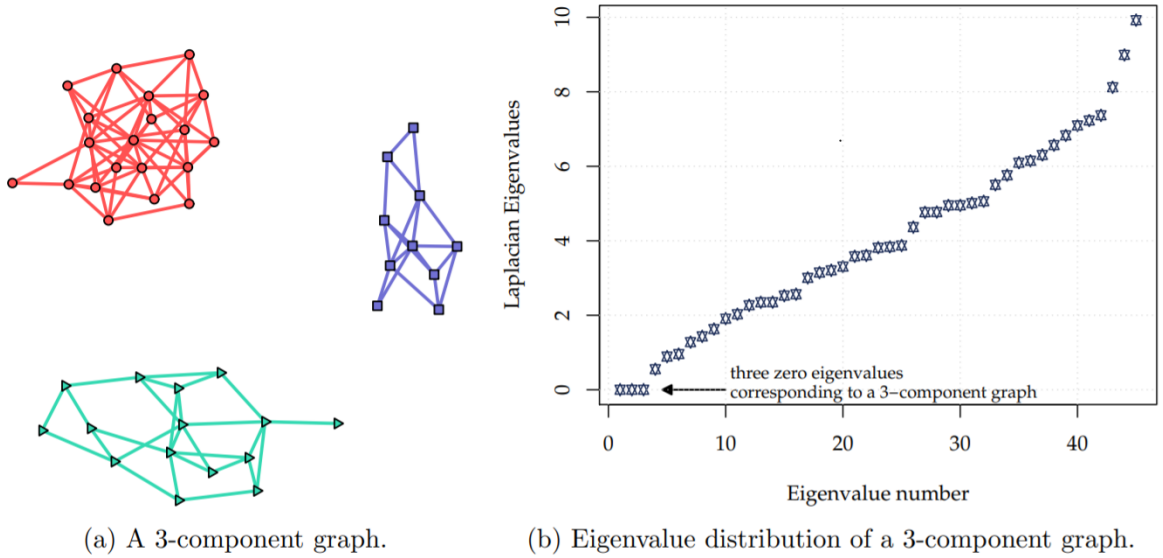 10
8
6
4
2
0
Laplacian Eigenvalues
three zero eigenvalues
corresponding to a 3−component graph
0 10 20 30 40
Eigenvalue number
(a) A 3-component graph.
(b) Eigenvalue distribution of a 3-component graph.